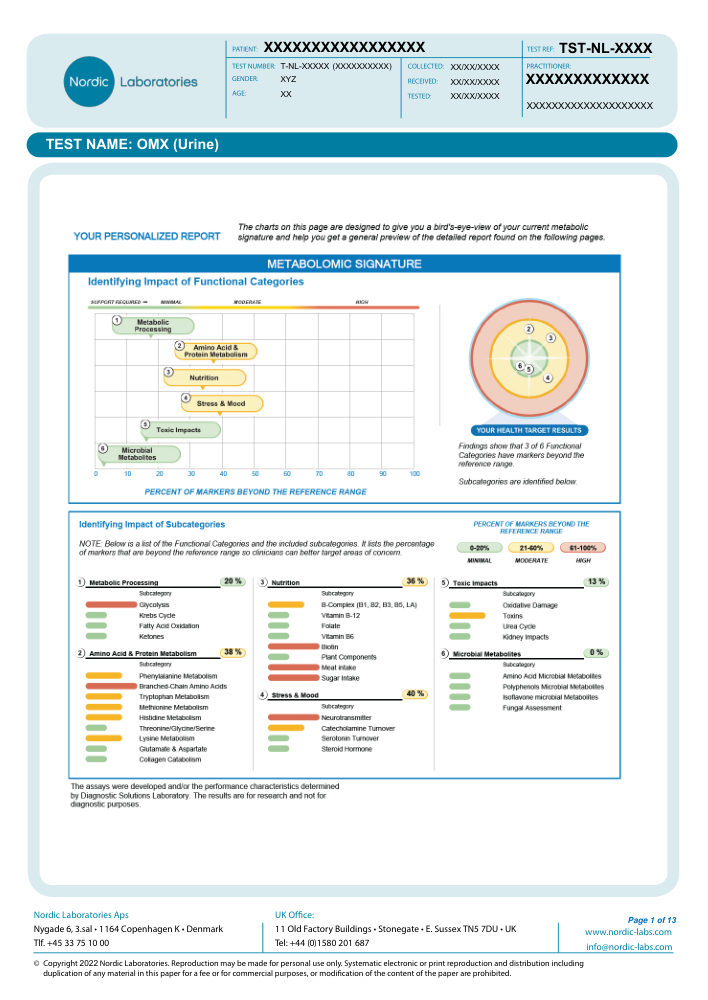 Nordic Laboratories
PATIENT: XXXXXXXXXXXXXXXXX
TEST NUMBER: T-NL-XXXXX (XXXXXXXXXX)
GENDER: XYZ
AGE: XX
COLLECTED: XX/XX/XXXX
RECEIVED: XX/XX/XXXX
TESTED: XX/XX/XXXX
TEST REF: TST-NL-XXXX
PRACTITIONER:
XXXXXXXXXXXXX
XXXXXXXXXXXXXXXXXXXX
TEST NAME: OMX (Urine)
YOUR PERSONALIZED REPORT
The charts on this page are designed to give you a bird's-eye-view of your current metabolic
signature and help you get a general preview of the detailed report found on the following pages.
METABOLOMIC SIGNATURE
Identifying Impact of Functional Categories
SUPPORT REQUIRED → MINIMAL MODERATE HIGH
1 Metabolic
Processing
2 Amino Acid &
Protein Metabolism
3 Nutrition
4 Stress & Mood
5 Toxic Impacts
6 Microbial
Metabolites
0 10 20 30 40 50 60 70 80 90 100
PERCENT OF MARKERS BEYOND THE REFERENCE RANGE
2
3
6 5
4
YOUR HEALTH TARGET RESULTS
Findings show that 3 of 6 Functional
Categories have markers beyond the
reference range.
Subcategories are identified below.
Identifying Impact of Subcategories
NOTE: Below is a list of the Functional Categories and the included subcategories. It lists the percentage
of markers that are beyond the reference range so clinicians can better target areas of concern.
PERCENT OF MARKERS BEYOND THE
REFERENCE RANGE
0-20% 21-60% 61-100%
MINIMAL MODERATE HIGH
1 Metabolic Processing 20 %
Subcategory
Glycolysis
Krebs Cycle
Fatty Acid Oxidation
Ketones
2 Amino Acid & Protein Metabolism 38 %
Subcategory
Phenylalanine Metabolism
Branched-Chain Amino Acids
Tryptophan Metabolism
Methionine Metabolism
Histidine Metabolism
Threonine/Glycine/Serine
Lysine Metabolism
Glutamate & Aspartate
Collagen Catabolism
3 Nutrition 36 %
Subcategory
B-Complex (B1, B2, B3, B5, LA)
Vitamin B-12
Folate
Vitamin B6
Biotin
Plant Components
Meat intake
Sugar Intake
4 Stress & Mood 40 %
Subcategory
Neurotransmitter
Catecholamine Turnover
Serotonin Turnover
Steroid Hormone
5 Toxic Impacts 13 %
Subcategory
Oxidative Damage
Toxins
Urea Cycle
Kidney Impacts
6 Microbial Metabolites 0 %
Subcategory
Amino Acid Microbial Metabolites
Polyphenols Microbial Metabolites
Isoflavone microbial Metabolites
Fungal Assessment
The assays were developed and/or the performance characteristics determined
by Diagnostic Solutions Laboratory. The results are for research and not for
diagnostic purposes.
Nordic Laboratories Aps
Nygade 6, 3.sal • 1164 Copenhagen K • Denmark
Tlf. +45 33 75 10 00
UK Office:
11 Old Factory Buildings • Stonegate • E. Sussex TN5 7DU • UK
Tel: +44 (0)1580 201 687
Page 1 of 13
www.nordic-labs.com
info@nordic-labs.com
© Copyright 2022 Nordic Laboratories. Reproduction may be made for personal use only. Systematic electronic or print reproduction and distribution including
duplication of any material in this paper for a fee or for commercial purposes, or modification of the content of the paper are prohibited.